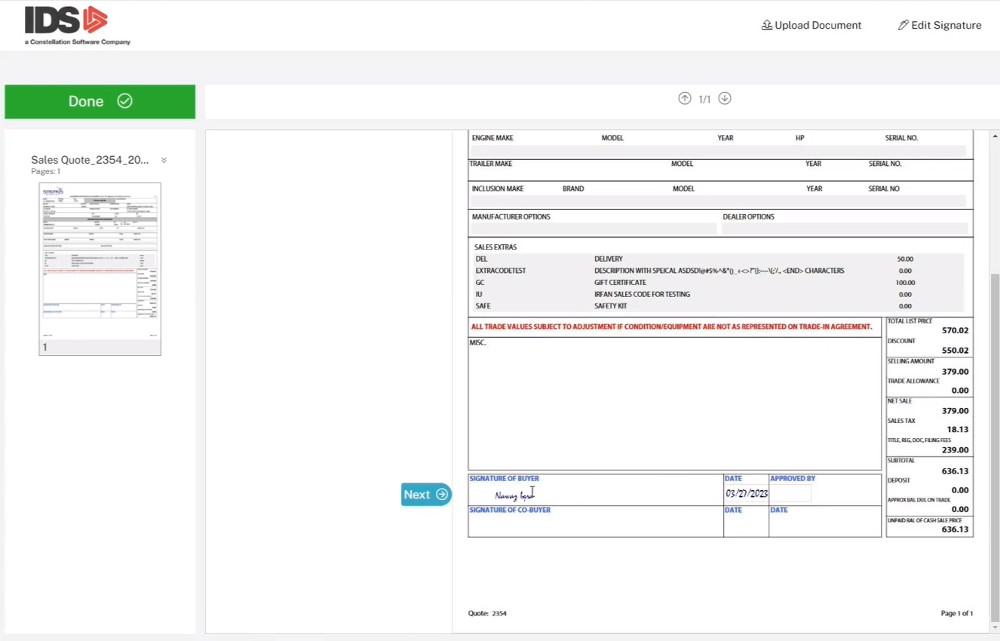 IDS
a Constellation Software Company
Upload Document Edit Signature
Done
1/1
Sales Quote_2354_20...
Pages: 1
1
ENGINE MAKE MODEL YEAR HP SERIAL NO.
TRAILER MAKE MODEL YEAR SERIAL NO.
INCLUSION MAKE BRAND MODEL YEAR SERIAL NO
MANUFACTURER OPTIONS DEALER OPTIONS
SALES EXTRAS
DEL DELIVERY 50.00
EXTRACODETEST DESCRIPTION WITH SPEICAL <END> CHARACTERS 0.00
GC GIFT CERTIFICATE 100.00
IU IRFAN SALES CODE FOR TESTING 0.00
SAFE SAFETY KIT 0.00
ALL TRADE VALUES SUBJECT TO ADJUSTMENT IF CONDITION/EQUIPMENT ARE NOT AS REPRESENTED ON TRADE-IN AGREEMENT.
MISC.
TOTAL LIST PRICE
570.02
DISCOUNT
550.02
SELLING AMOUNT
379.00
TRADE ALLOWANCE
0.00
NET SALE
379.00
SALES TAX
18.13
TITLE, REG, DOC, FILING FEES
239.00
SUBTOTAL
636.13
DEPOSIT
0.00
APPROX BAL DUE ON TRADE
0.00
UNPAID BAL OF CASH SALE PRICE
636.13
Next
SIGNATURE OF BUYER DATE APPROVED BY
Nawaz 03/27/2023
SIGNATURE OF CO-BUYER DATE DATE
Quote: 2354 Page 1 of 1